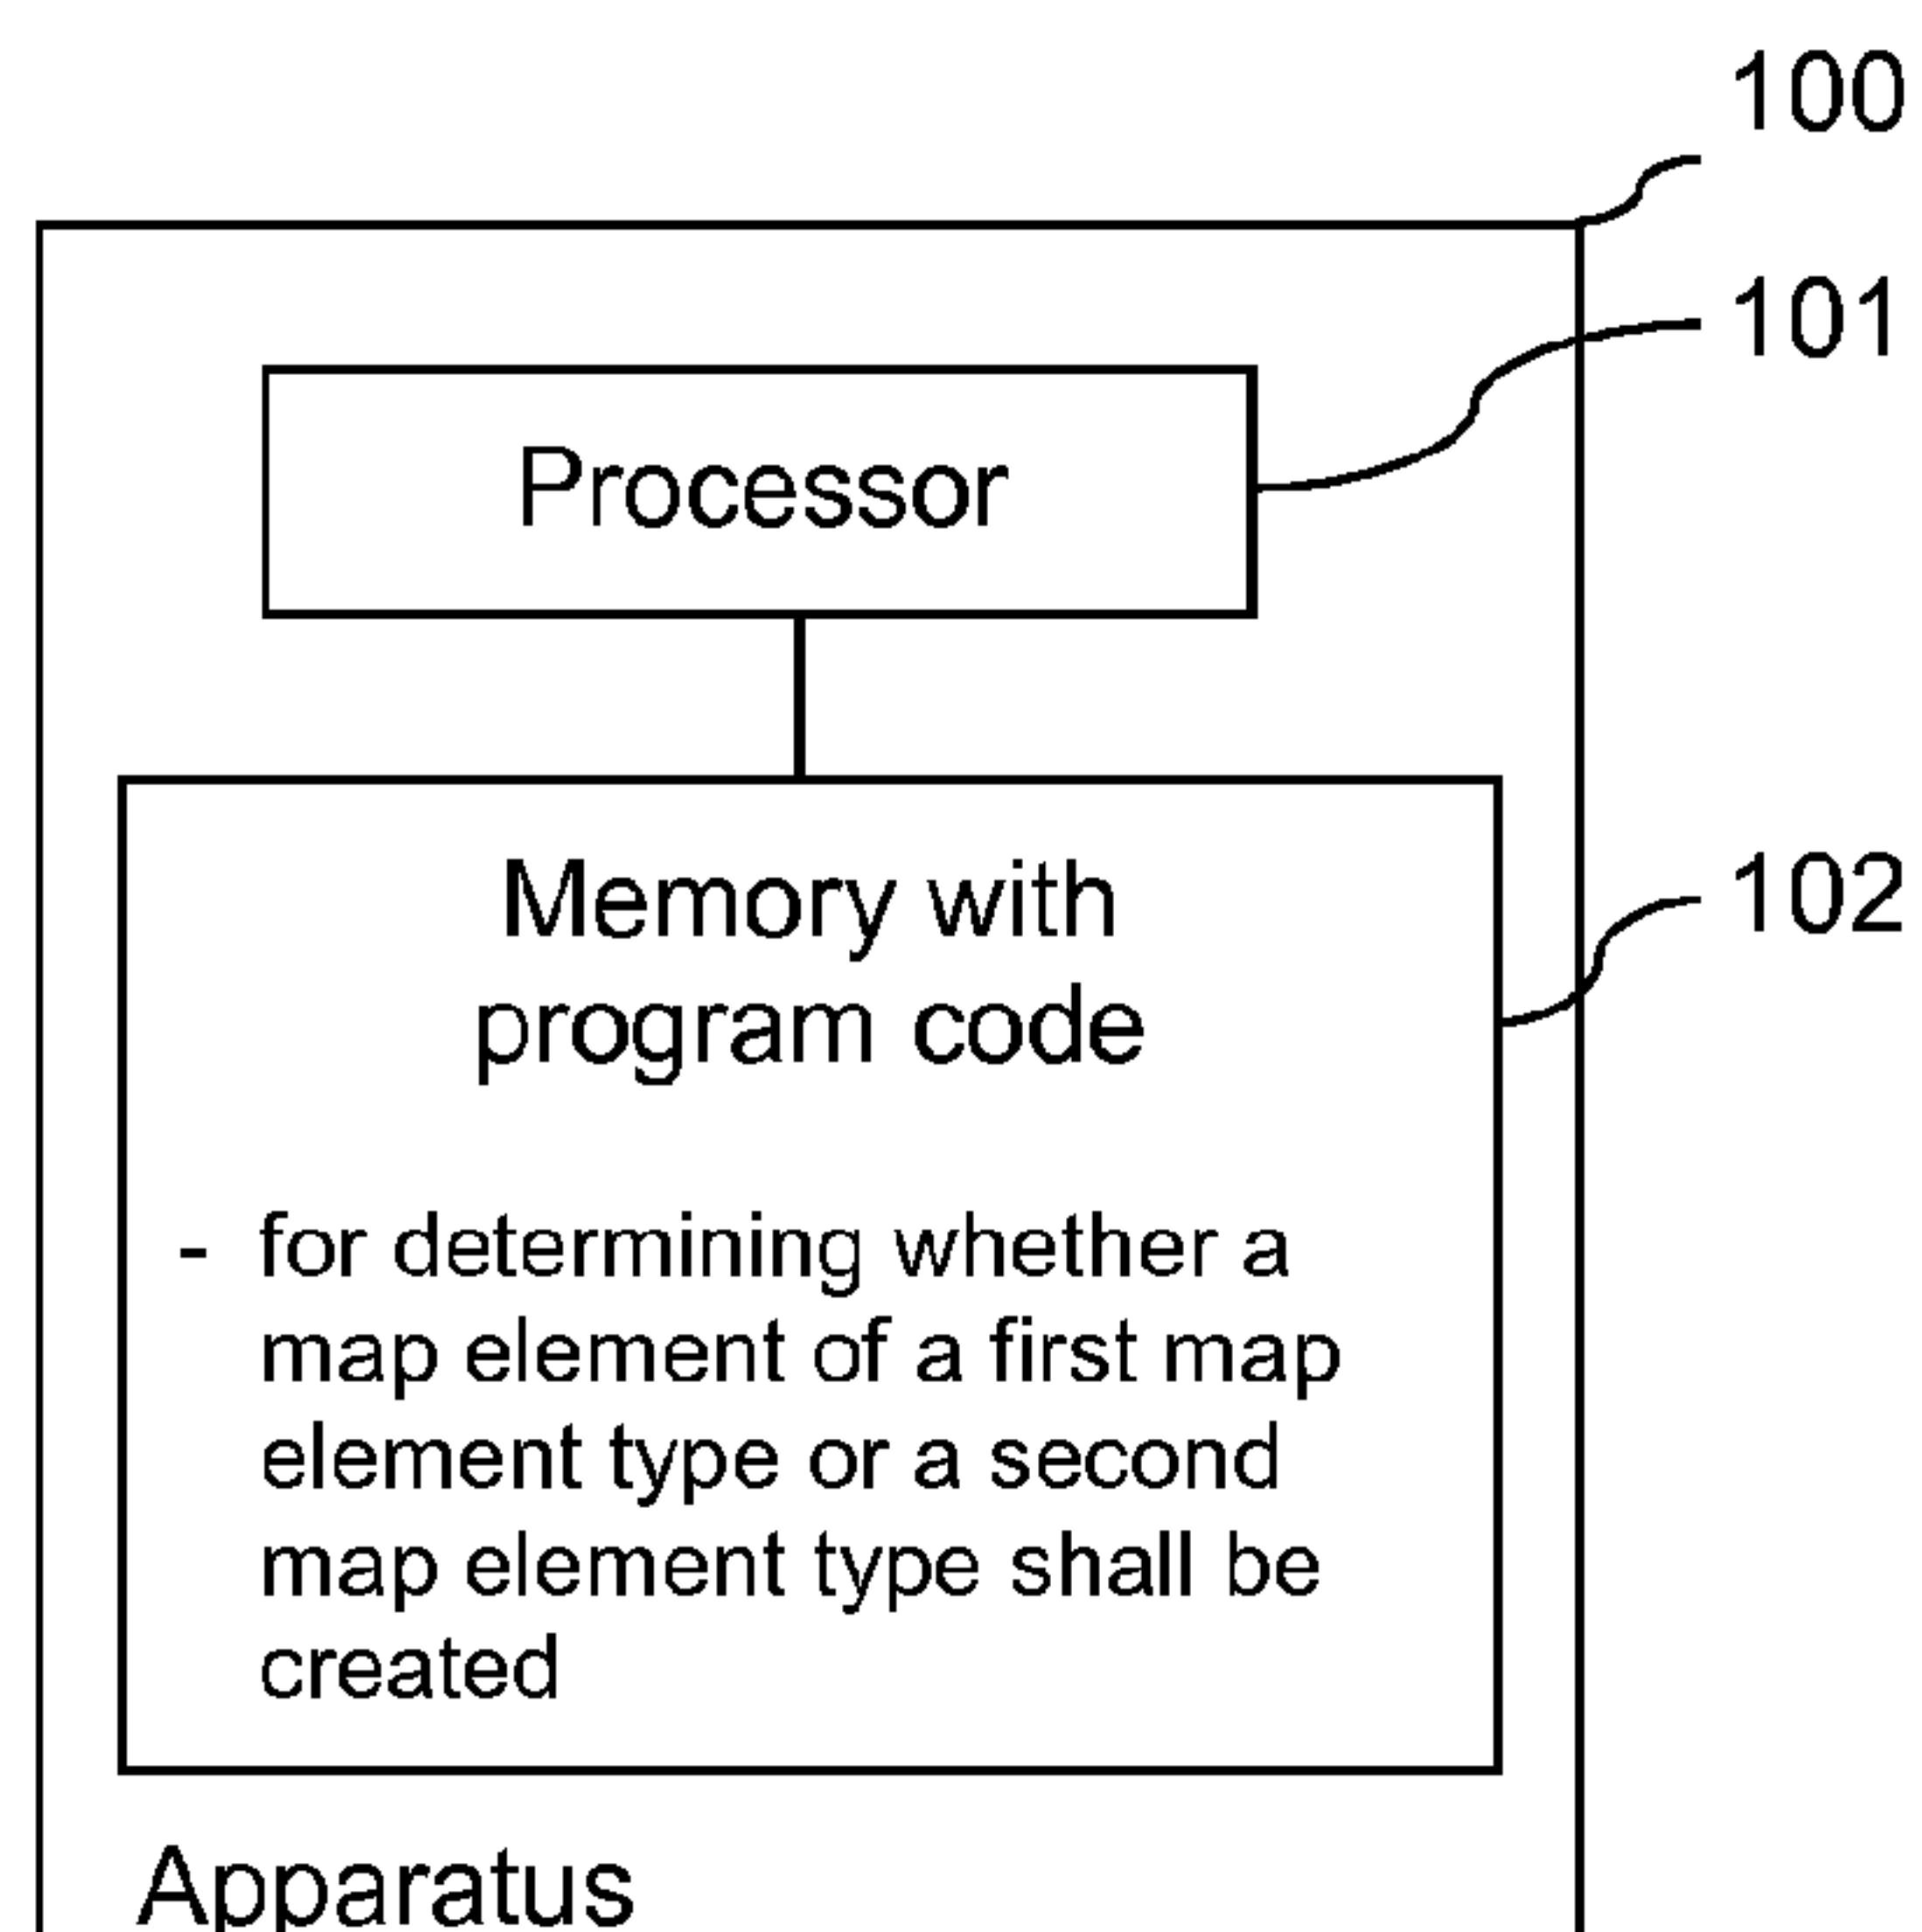 100
101
Processor
102
Memory with
program code
- for determining whether a
map element of a first map
element type or a second
map element type shall be
created
Apparatus